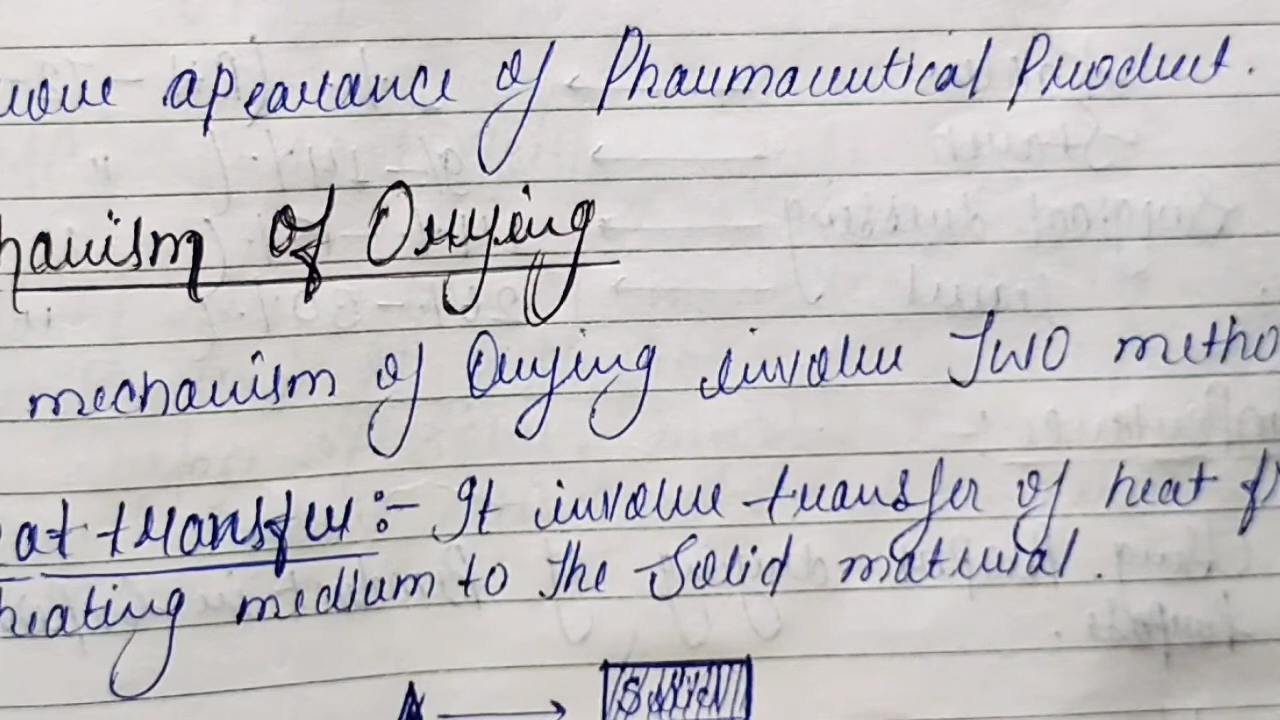 apearance of Pharmaceutical Product.
hanism of Drying
mechanism of Drying involve Two metho
at transfer :- It involve transfer of heat f
heating medium to the Solid material.
A →